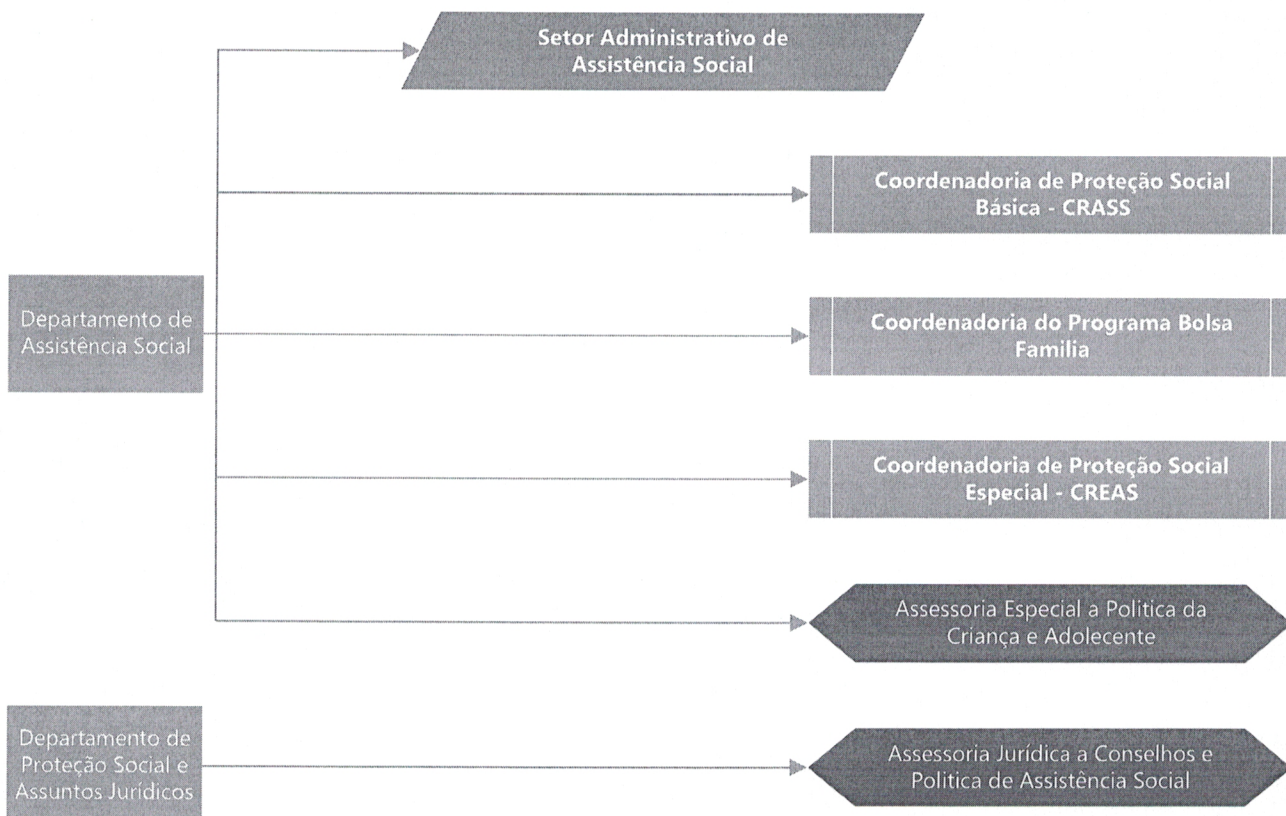 Setor Administrativo de
Assistência Social
Coordenadoria de Proteção Social
Básica - CRASS
Departamento de
Assistência Social
Coordenadoria do Programa Bolsa
Familia
Coordenadoria de Proteção Social
Especial - CREAS
Assessoria Especial a Politica da
Criança e Adolecente
Departamento de
Proteção Social e
Assuntos Jurídicos
Assessoria Jurídica a Conselhos e
Politica de Assistência Social